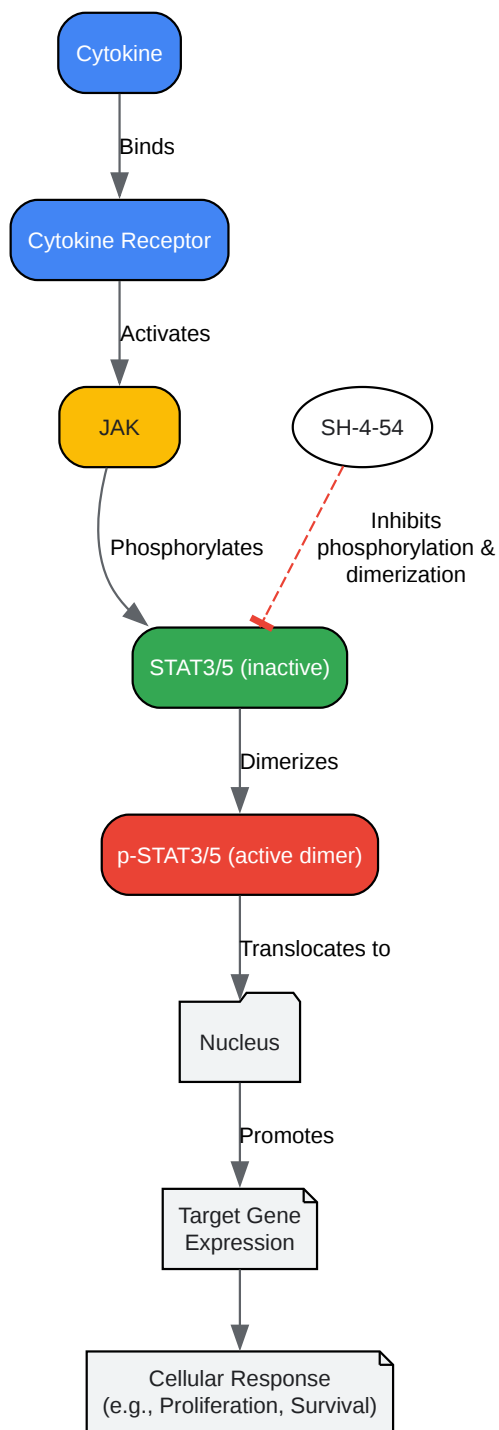 Cytokine
Binds
Cytokine Receptor
Activates
JAK
SH-4-54
Phosphorylates
Inhibits
phosphorylation &
dimerization
STAT3/5 (inactive)
Dimerizes
p-STAT3/5 (active dimer)
Translocates to
Nucleus
Promotes
Target Gene
Expression
Cellular Response
(e.g., Proliferation, Survival)